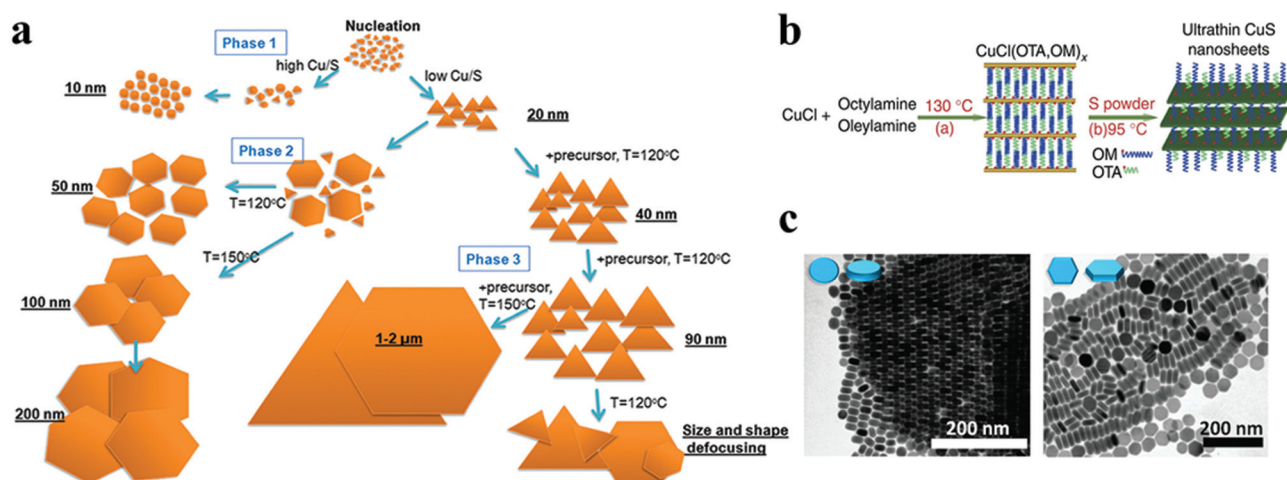 a
Nucleation
Phase 1
high Cu/S
low Cu/S
10 nm
20 nm
Phase 2
+precursor, T=120°C
50 nm
T=120°C
40 nm
T=150°C
Phase 3
+precursor, T=120°C
+precursor,
T=150°C
100 nm
1-2 µm
90 nm
T=120°C
200 nm
Size and shape
defocusing
b
CuCl(OTA,OM)x
Ultrathin CuS
nanosheets
CuCl +
Octylamine
Oleylamine
130 °C
(a)
S powder
(b)95 °C
OM
OTA
c
200 nm
200 nm